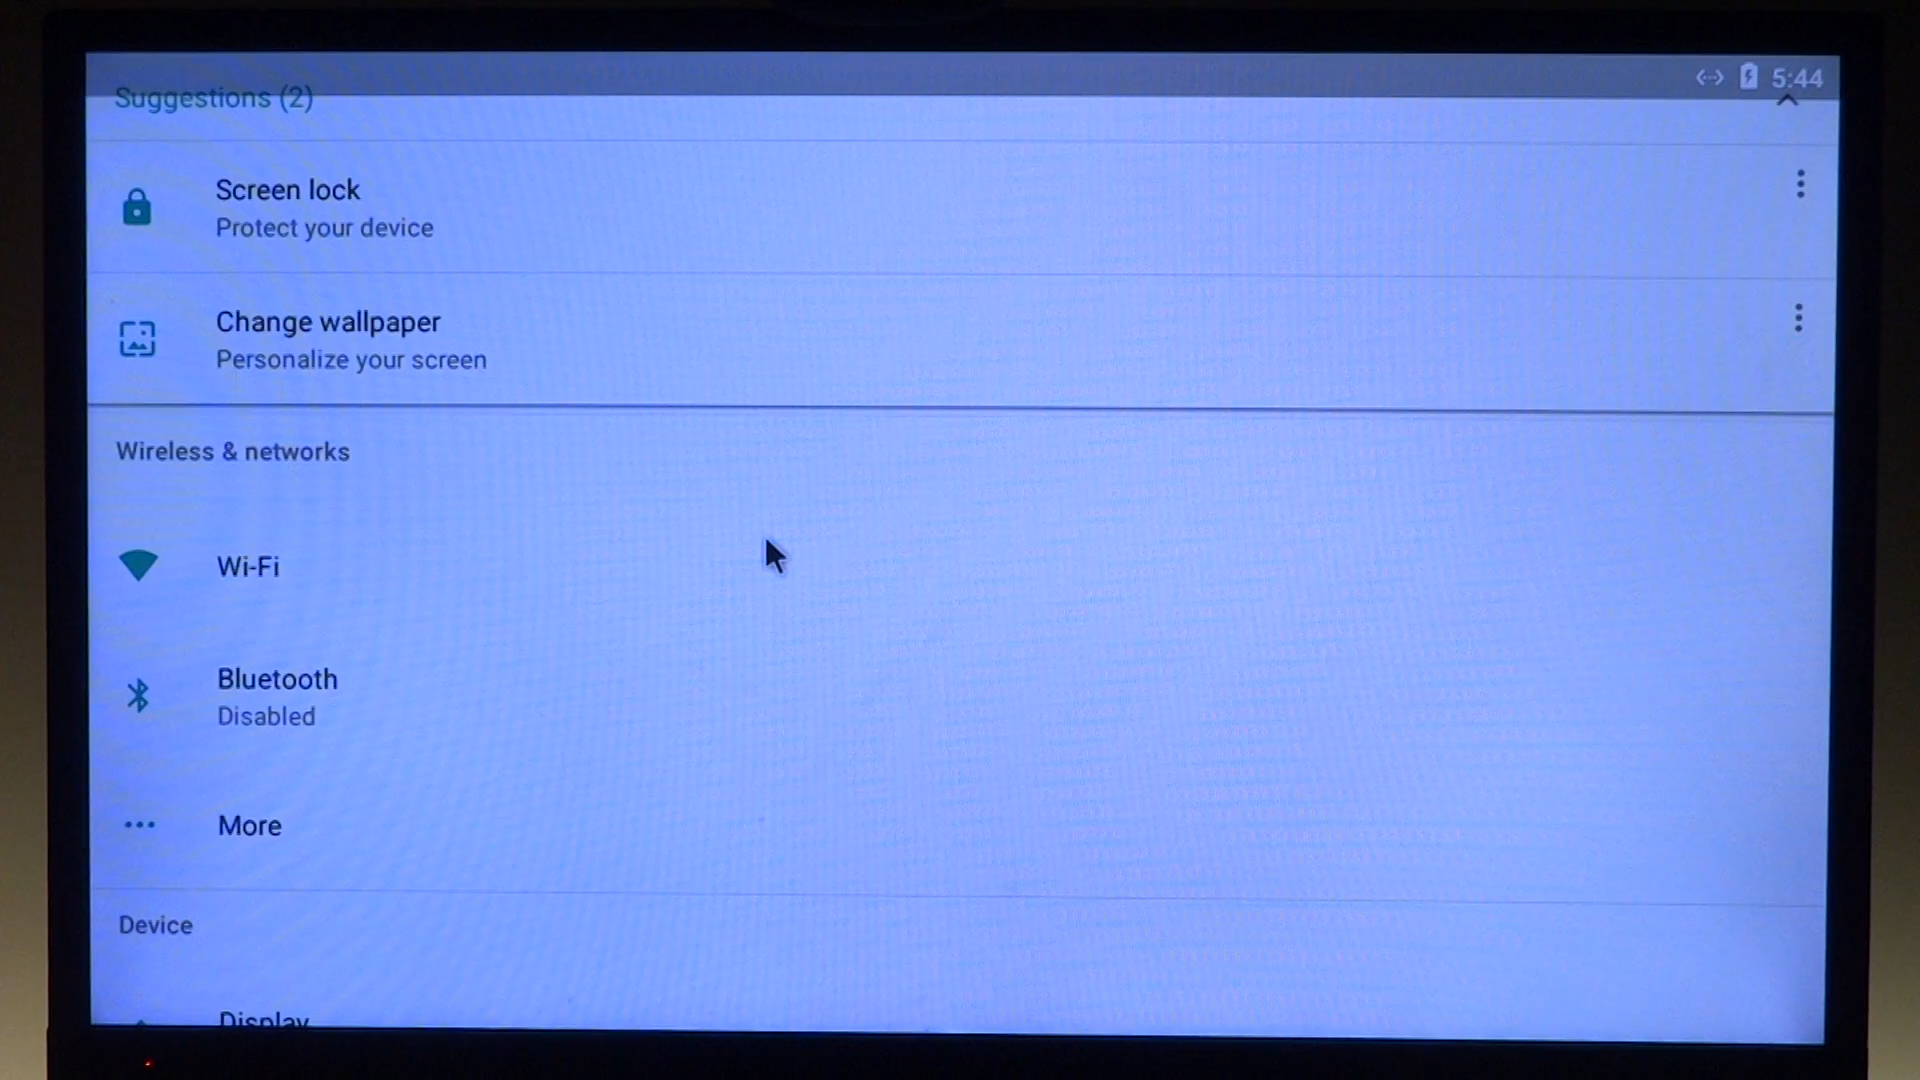 5:44
Suggestions (2)
Screen lock
Protect your device
Change wallpaper
Personalize your screen
Wireless & networks
Wi-Fi
Bluetooth
Disabled
More
Device
Display